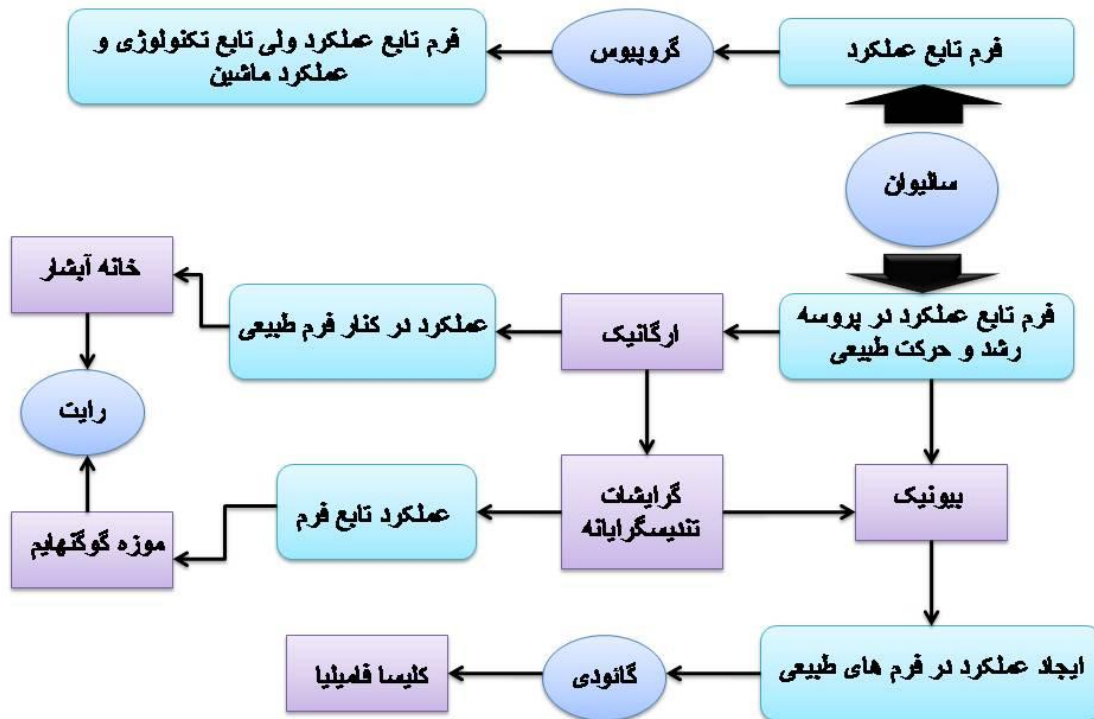 فرم تابع عملکرد
گروپیوس
فرم تابع عملکرد ولی تابع تکنولوژی و
عملکرد ماشین
سالیوان
فرم تابع عملکرد در پروسه
رشد و حرکت طبیعی
ارگانیک
عملکرد در کنار فرم طبیعی
خانه آبشار
رایت
بیونیک
گرایشات
تندیسگرایانه
عملکرد تابع فرم
موزه گوگنهایم
ایجاد عملکرد در فرم های طبیعی
گائودی
کلیسا فامیلیا